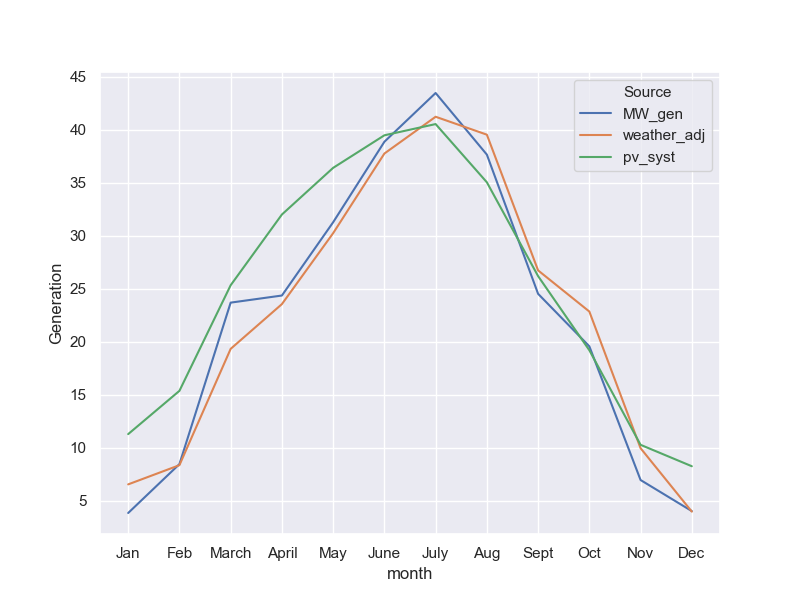 Source
MW_gen
weather_adj
pv_syst
45
40
35
30
25
20
15
10
5
Generation
Jan Feb March April May June July Aug Sept Oct Nov Dec
month